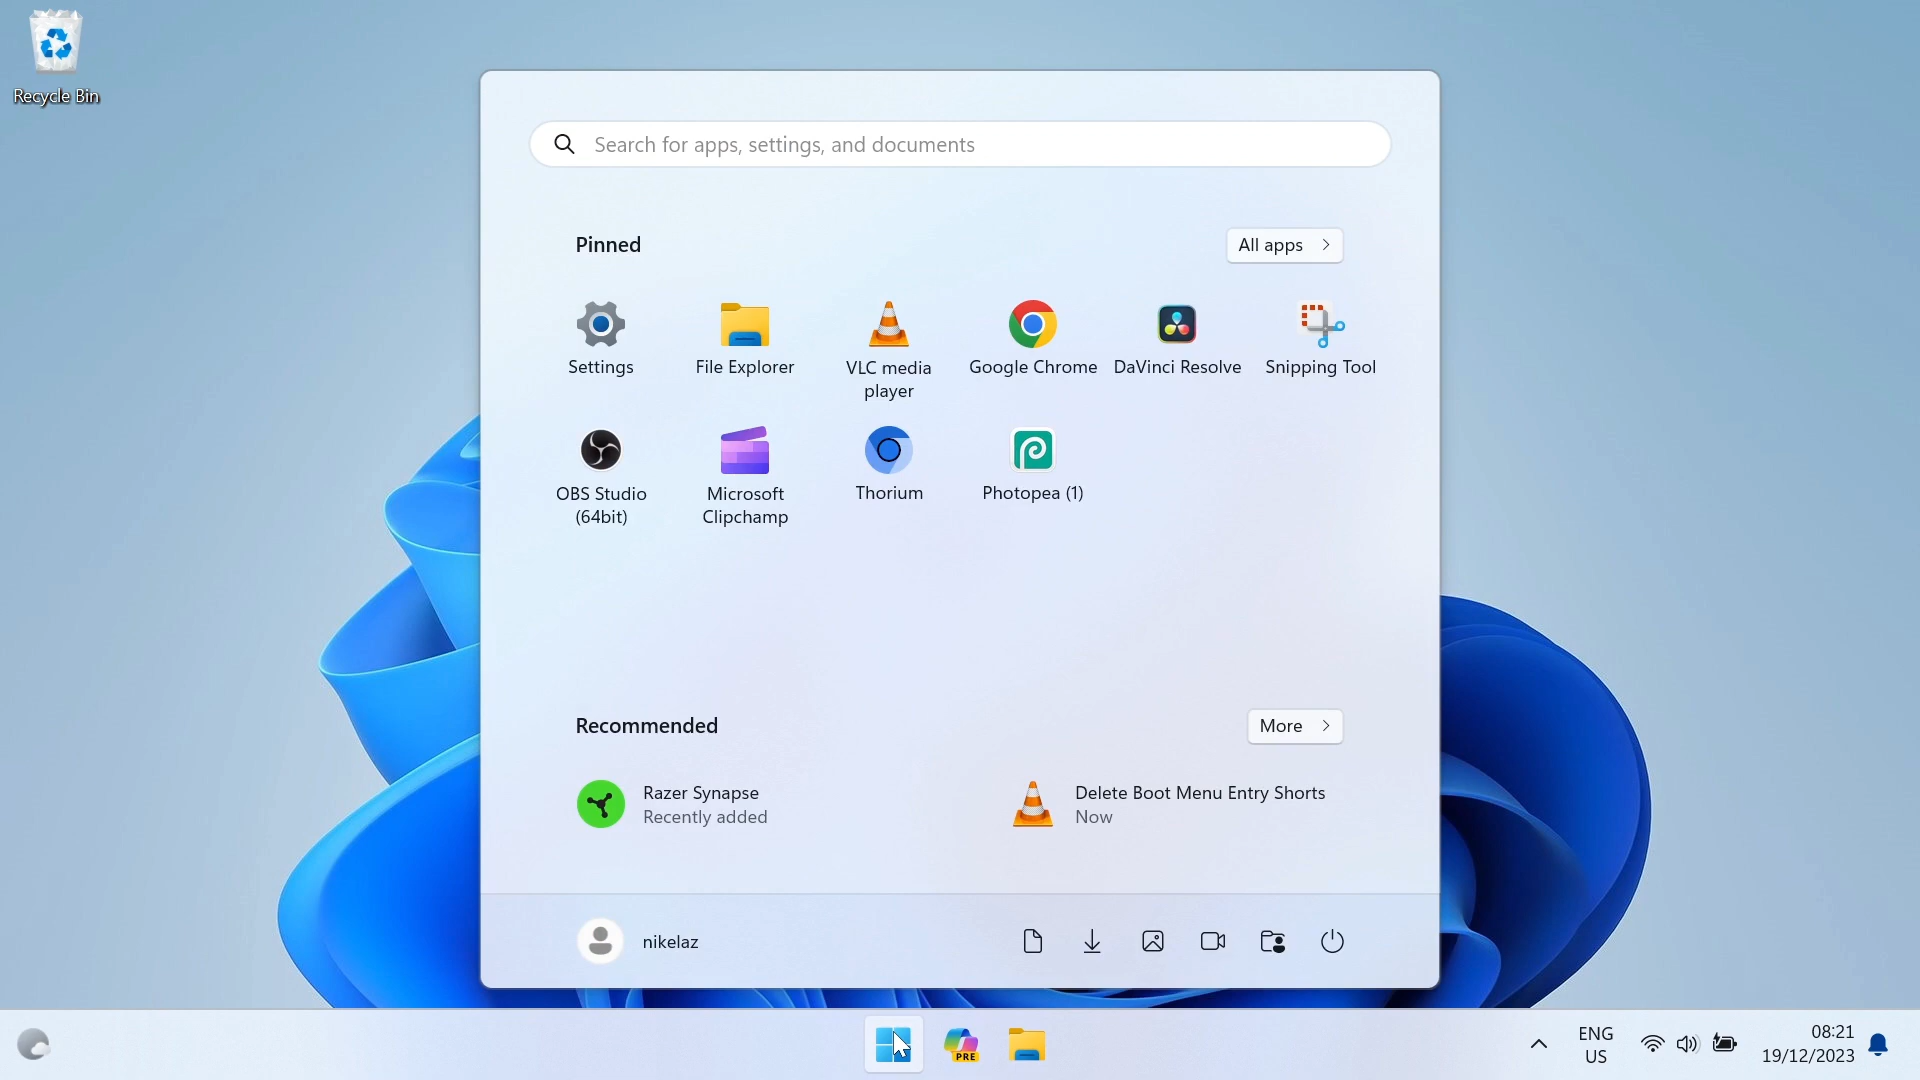 Recycle Bin
Search for apps, settings, and documents
Pinned
All apps
Settings
File Explorer
VLC media
player
Google Chrome
DaVinci Resolve
Snipping Tool
OBS Studio
(64bit)
Microsoft
Clipchamp
Thorium
Photopea (1)
Recommended
More
Razer Synapse
Recently added
Delete Boot Menu Entry Shorts
Now
nikelaz
PRE
ENG
US
08:21
19/12/2023